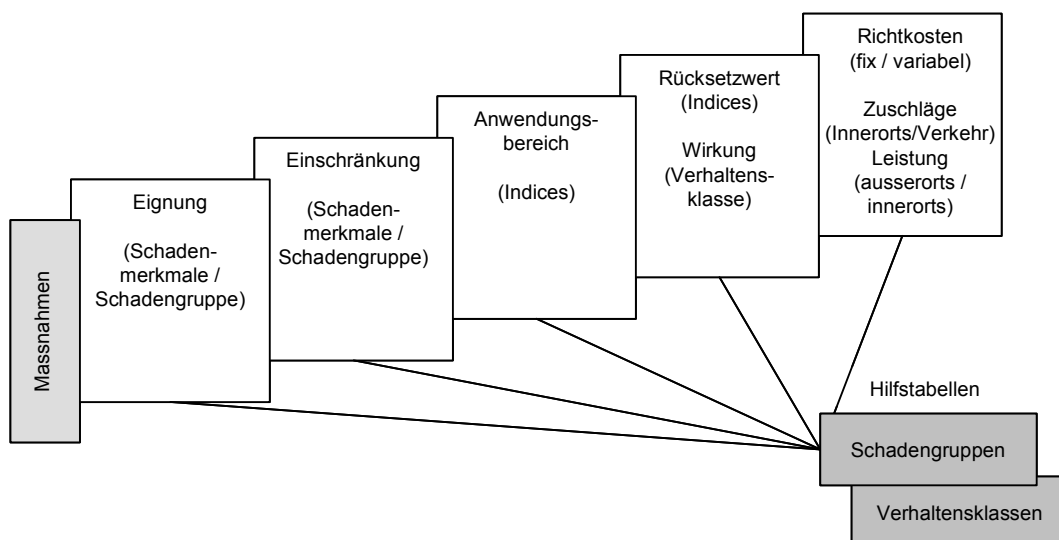 Massnahmen
Eignung
(Schaden-
merkmale /
Schadengruppe)
Einschränkung
(Schaden-
merkmale /
Schadengruppe)
Anwendungs-
bereich
(Indices)
Rücksetzwert
(Indices)
Wirkung
(Verhaltens-
klasse)
Richtkosten
(fix / variabel)
Zuschläge
(Innerorts/Verkehr)
Leistung
(ausserorts /
innerorts)
Hilfstabellen
Schadengruppen
Verhaltensklassen